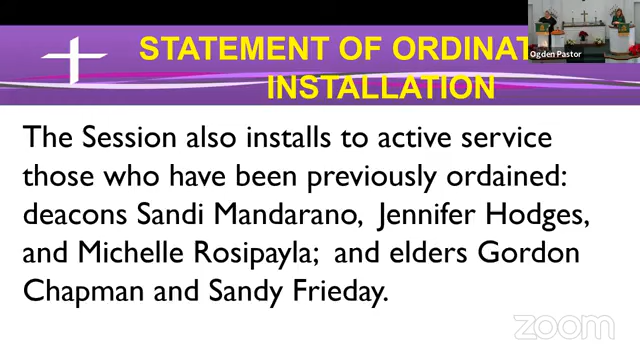 STATEMENT OF ORDINAT
INSTALLATION
Ogden Pastor
The Session also installs to active service
those who have been previously ordained:
deacons Sandi Mandarano, Jennifer Hodges,
and Michelle Rosipayla; and elders Gordon
Chapman and Sandy Frieday.
zoom